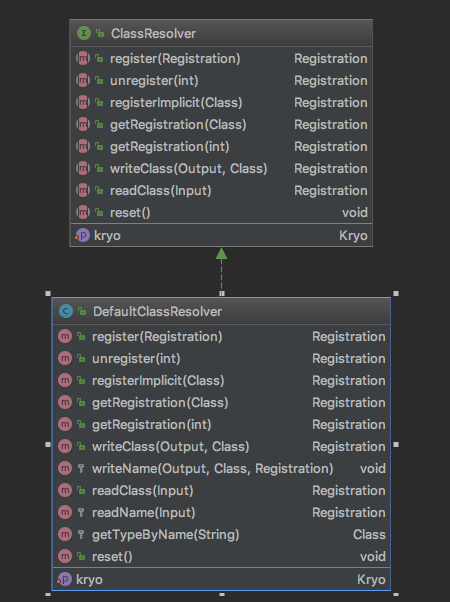 I ClassResolver
m register(Registration) Registration
m unregister(int) Registration
m registerImplicit(Class) Registration
m getRegistration(Class) Registration
m getRegistration(int) Registration
m writeClass(Output, Class) Registration
m readClass(Input) Registration
m reset() void
p kryo Kryo
C DefaultClassResolver
m register(Registration) Registration
m unregister(int) Registration
m registerImplicit(Class) Registration
m getRegistration(Class) Registration
m getRegistration(int) Registration
m writeClass(Output, Class) Registration
m writeName(Output, Class, Registration) void
m readClass(Input) Registration
m readName(Input) Registration
m getTypeByName(String) Class
m reset() void
p kryo Kryo